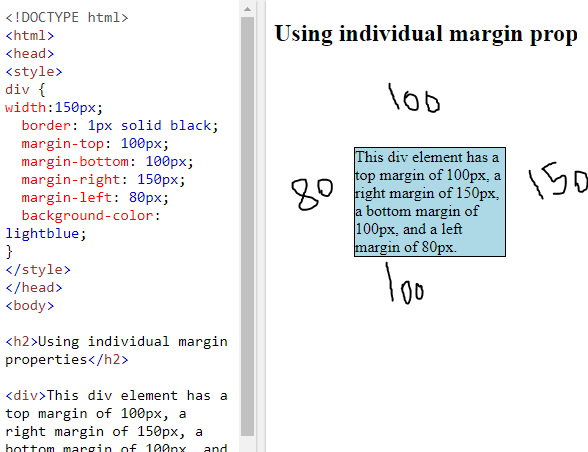 <!DOCTYPE html>
<html>
<head>
<style>
div {
width:150px;
border: 1px solid black;
margin-top: 100px;
margin-bottom: 100px;
margin-right: 150px;
margin-left: 80px;
background-color:
lightblue;
}
</style>
</head>
<body>
<h2>Using individual margin
properties</h2>
<div>This div element has a
top margin of 100px, a
right margin of 150px, a
bottom margin of 100px, and
Using individual margin prop
100
80
This div element has a
top margin of 100px, a
right margin of 150px,
a bottom margin of
100px, and a left
margin of 80px.
150
100